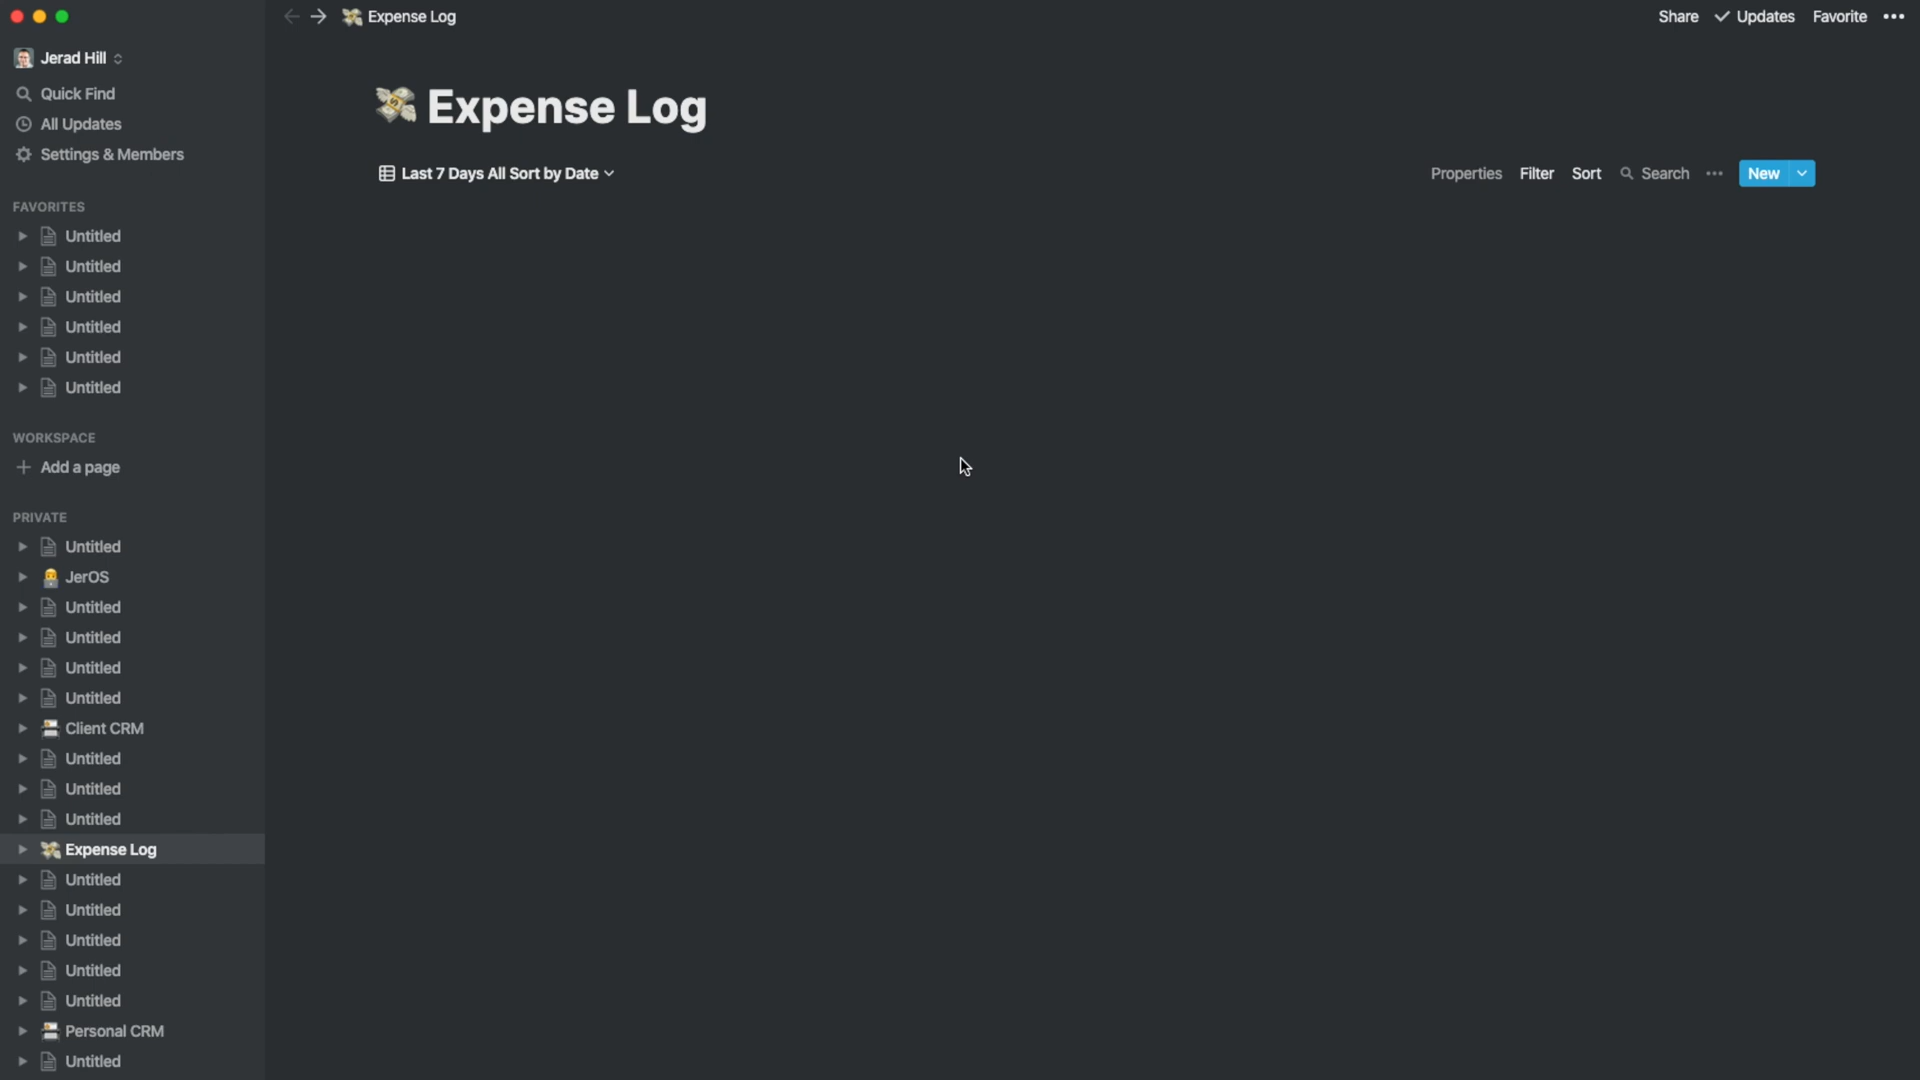 Expense Log
Share
Updates
Favorite
Jerad Hill
Quick Find
All Updates
Settings & Members
FAVORITES
Untitled
Untitled
Untitled
Untitled
Untitled
Untitled
WORKSPACE
Add a page
PRIVATE
Untitled
JerOS
Untitled
Untitled
Untitled
Untitled
Client CRM
Untitled
Untitled
Untitled
Expense Log
Untitled
Untitled
Untitled
Untitled
Untitled
Personal CRM
Untitled
Expense Log
Last 7 Days All Sort by Date
Properties
Filter
Sort
Search
New